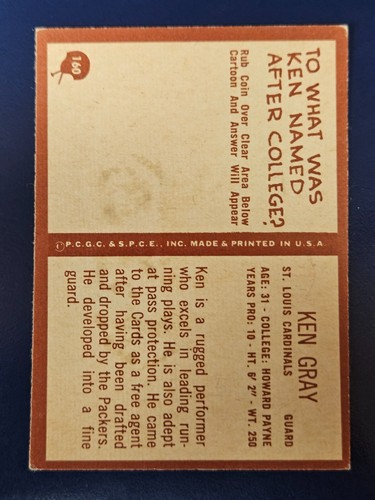 160
TO WHAT WAS
KEN NAMED
AFTER COLLEGE?
Rub Coin Over Clear Area Below
Cartoon And Answer Will Appear
©P.C.G.C. & S.P.C.E., INC. MADE & PRINTED IN U.S.A
KEN GRAY
ST. LOUIS CARDINALS GUARD
AGE: 31 - COLLEGE: HOWARD PAYNE
YEARS PRO: 10 - HT. 6' 2" - WT. 250
Ken is a rugged performer
who excels in leading run-
ning plays. He is also adept
at pass protection. He came
to the Cards as a free agent
after having been drafted
and dropped by the Packers.
He developed into a fine
guard.